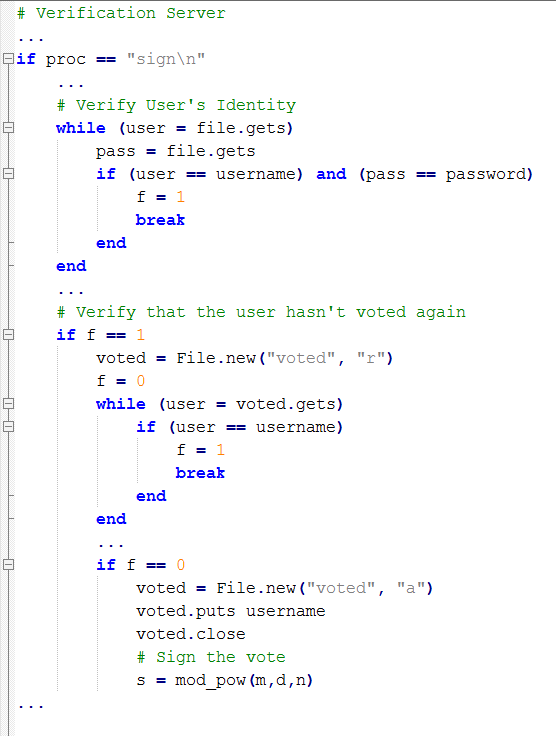 # Verification Server
...
if proc == "sign\n"
    ...
    # Verify User's Identity
    while (user = file.gets)
        pass = file.gets
        if (user == username) and (pass == password)
            f = 1
            break
        end
    end
    ...
    # Verify that the user hasn't voted again
    if f == 1
        voted = File.new("voted", "r")
        f = 0
        while (user = voted.gets)
            if (user == username)
                f = 1
                break
            end
        end
        ...
        if f == 0
            voted = File.new("voted", "a")
            voted.puts username
            voted.close
            # Sign the vote
            s = mod_pow(m,d,n)
...